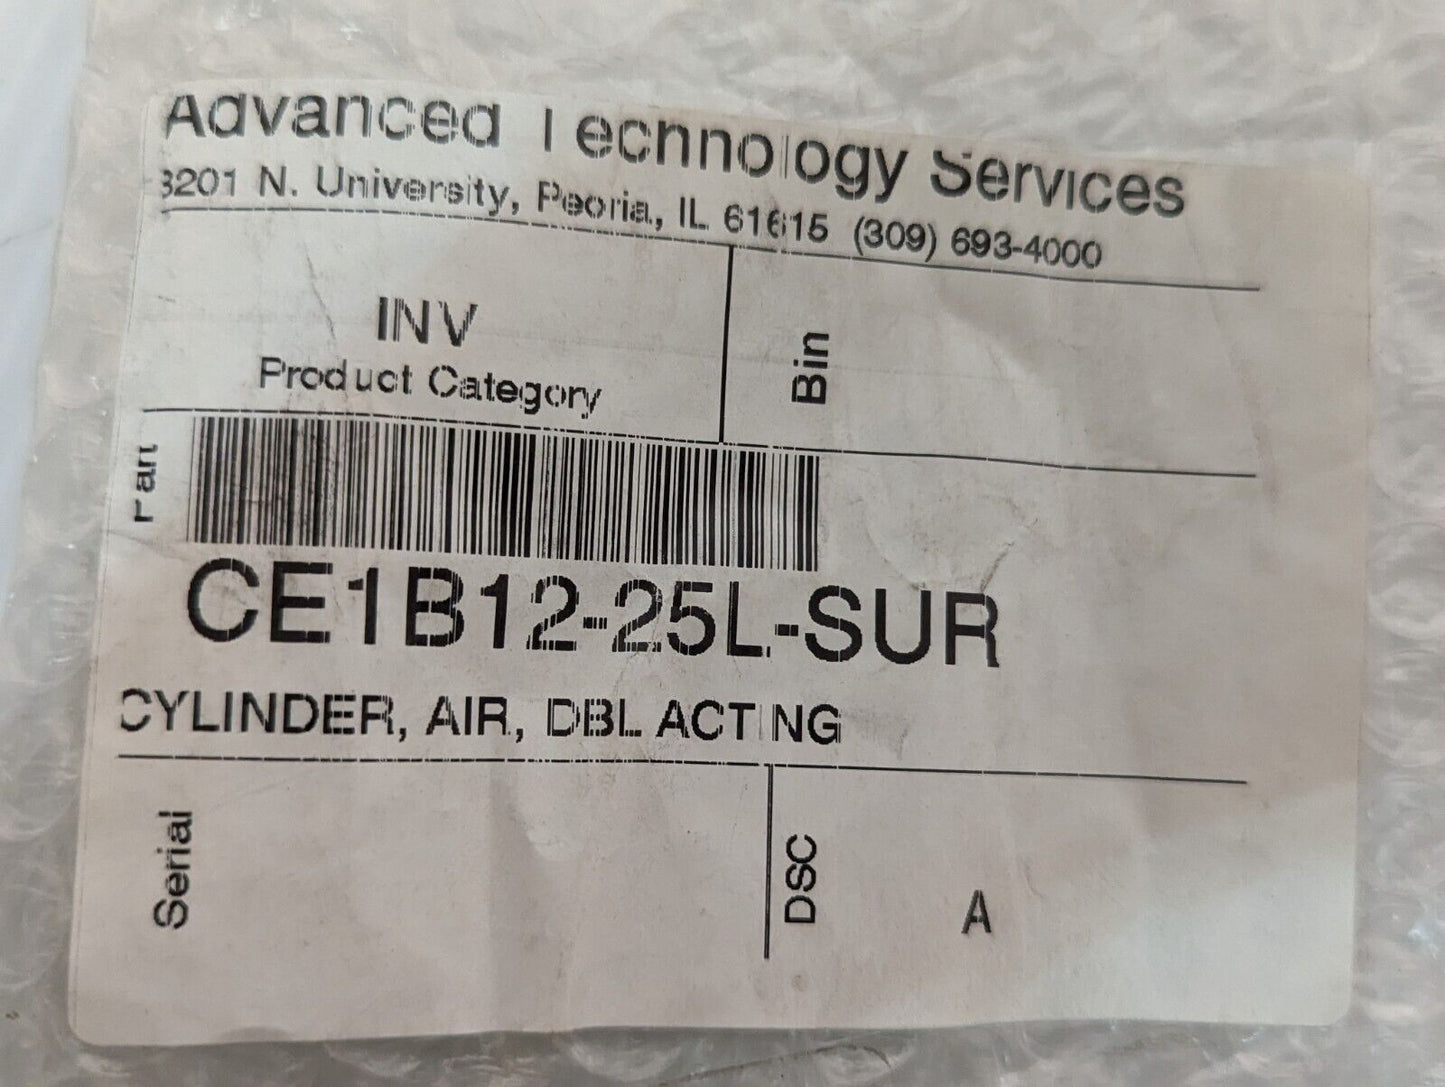 Advanced Technology Services
8201 N. University, Peoria, IL 61615 (309) 693-4000
INV
Product Category
Bin
Part
CE1B12-25L-SUR
CYLINDER, AIR, DBL ACTING
Serial
DSC
A